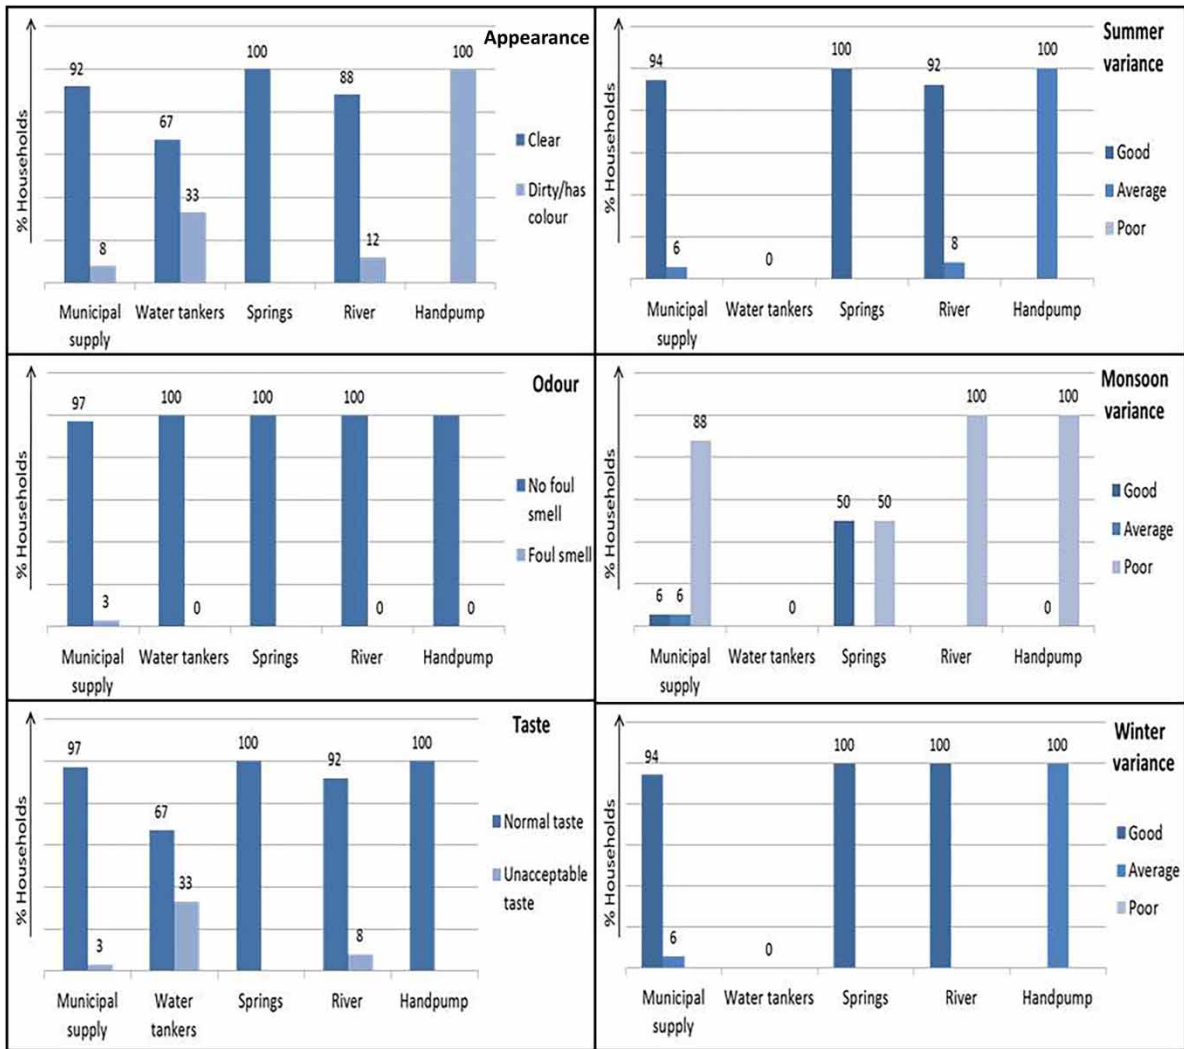 Appearance
% Households
92
8
67
33
100
88
12
100
Clear
Dirty/has
colour
Municipal
supply
Water tankers
Springs
River
Handpump
Summer
variance
94
6
0
100
92
8
100
Good
Average
Poor
Municipal
supply
Water tankers
Springs
River
Handpump
Odour
% Households
97
3
100
0
100
100
0
0
No foul
smell
Foul smell
Municipal
supply
Water tankers
Springs
River
Handpump
Monsoon
variance
% Households
6
6
88
0
50
50
100
0
100
Good
Average
Poor
Municipal
supply
Water tankers
Springs
River
Handpump
Taste
% Households
97
3
67
33
100
92
8
100
Normal taste
Unacceptable
taste
Municipal
supply
Water
tankers
Springs
River
Handpump
Winter
variance
% Households
94
6
0
100
100
100
Good
Average
Poor
Municipal
supply
Water tankers
Springs
River
Handpump
% Households